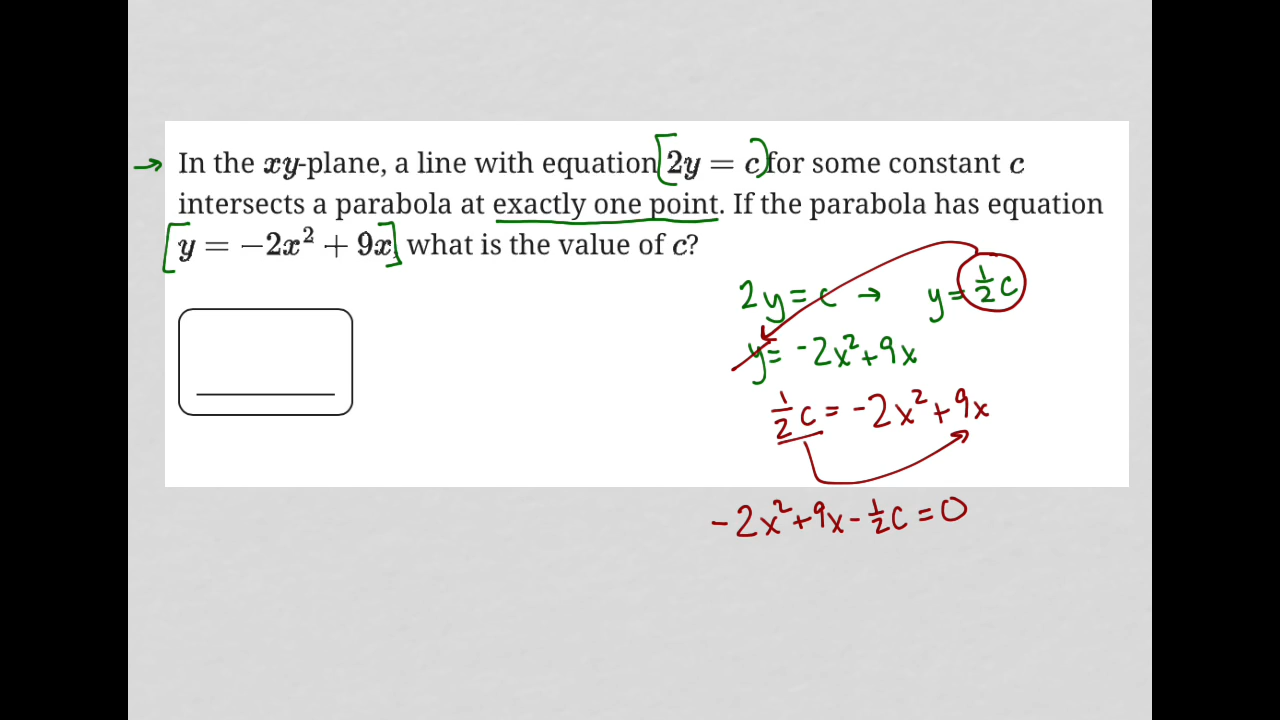 → In the xy-plane, a line with equation [2y = c) for some constant c
intersects a parabola at exactly one point. If the parabola has equation
[y = −2x² + 9x], what is the value of c?
2y = c → y = ½c
y = -2x² + 9x
½c = -2x² + 9x
-2x² + 9x - ½c = 0